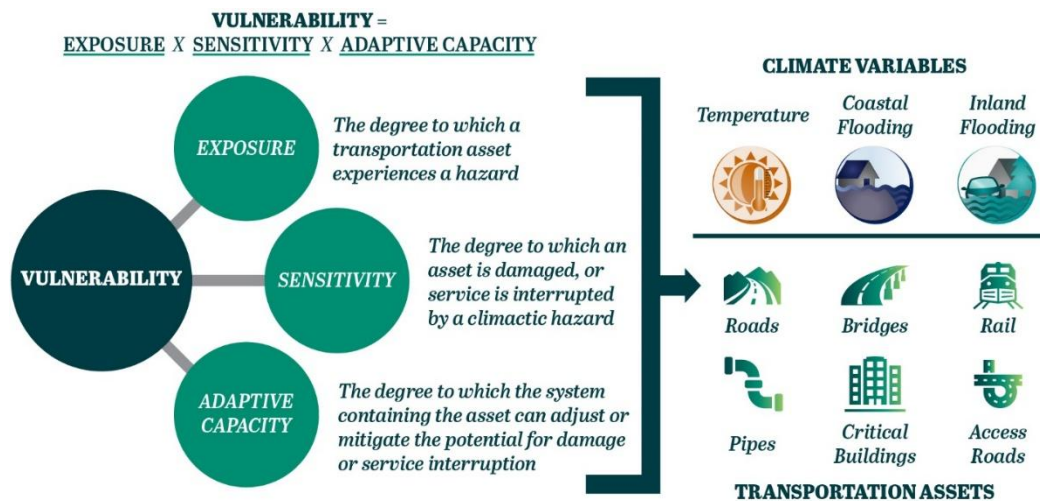 VULNERABILITY =
EXPOSURE X SENSITIVITY X ADAPTIVE CAPACITY
VULNERABILITY
EXPOSURE
The degree to which a
transportation asset
experiences a hazard
SENSITIVITY
The degree to which an
asset is damaged, or
service is interrupted
by a climactic hazard
ADAPTIVE
CAPACITY
The degree to which the system
containing the asset can adjust or
mitigate the potential for damage
or service interruption
CLIMATE VARIABLES
Temperature
Coastal
Flooding
Inland
Flooding
Roads
Bridges
Rail
Pipes
Critical
Buildings
Access
Roads
TRANSPORTATION ASSETS